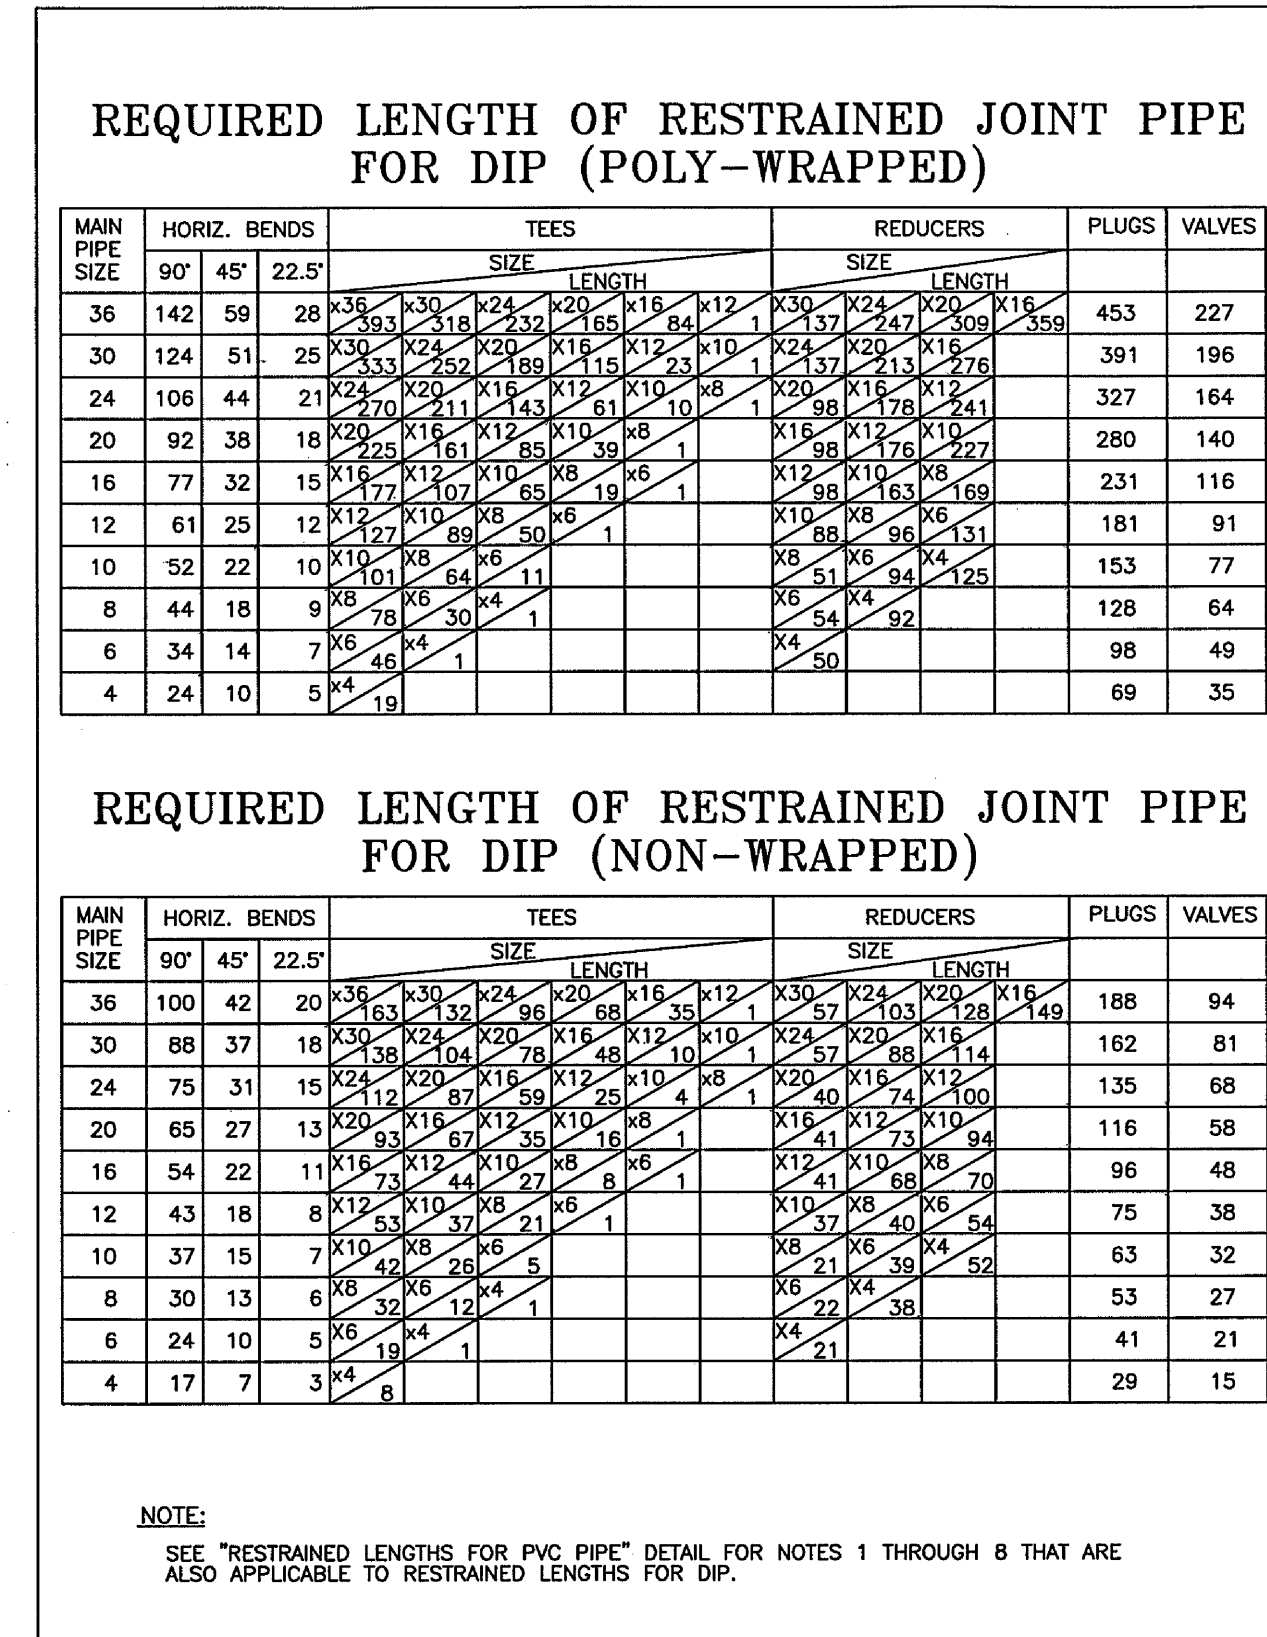 REQUIRED LENGTH OF RESTRAINED JOINT PIPE
FOR DIP (POLY-WRAPPED)
MAIN PIPE SIZE HORIZ. BENDS TEES REDUCERS PLUGS VALVES
90° 45° 22.5° SIZE LENGTH SIZE LENGTH
36 142 59 28 x36 393 x30 318 x24 232 x20 165 x16 84 x12 1 X30 137 X24 247 X20 309 X16 359 453 227
30 124 51 25 X30 333 X24 252 X20 189 X16 115 X12 23 x10 1 X24 137 X20 213 X16 276 391 196
24 106 44 21 X24 270 X20 211 X16 143 X12 61 X10 10 x8 1 X20 98 X16 178 X12 241 327 164
20 92 38 18 X20 225 X16 161 X12 85 X10 39 x8 1 X16 98 X12 176 X10 227 280 140
16 77 32 15 X16 177 X12 107 X10 65 X8 19 x6 1 X12 98 X10 163 X8 169 231 116
12 61 25 12 X12 127 X10 89 X8 50 x6 1 X10 88 X8 96 X6 131 181 91
10 52 22 10 X10 101 X8 64 x6 11 X8 51 X6 94 X4 125 153 77
8 44 18 9 X8 78 X6 30 x4 1 X6 54 X4 92 128 64
6 34 14 7 X6 46 x4 1 X4 50 98 49
4 24 10 5 x4 19 69 35
REQUIRED LENGTH OF RESTRAINED JOINT PIPE
FOR DIP (NON-WRAPPED)
MAIN PIPE SIZE HORIZ. BENDS TEES REDUCERS PLUGS VALVES
90° 45° 22.5° SIZE LENGTH SIZE LENGTH
36 100 42 20 x36 163 x30 132 x24 96 x20 68 x16 35 x12 1 X30 57 X24 103 X20 128 X16 149 188 94
30 88 37 18 X30 138 X24 104 X20 78 X16 48 X12 10 x10 1 X24 57 X20 88 X16 114 162 81
24 75 31 15 X24 112 X20 87 X16 59 X12 25 x10 4 x8 1 X20 40 X16 74 X12 100 135 68
20 65 27 13 X20 93 X16 67 X12 35 X10 16 x8 1 X16 41 X12 73 X10 94 116 58
16 54 22 11 X16 73 X12 44 X10 27 x8 8 x6 1 X12 41 X10 68 X8 70 96 48
12 43 18 8 X12 53 X10 37 X8 21 x6 1 X10 37 X8 40 X6 54 75 38
10 37 15 7 X10 42 X8 26 x6 5 X8 21 X6 39 X4 52 63 32
8 30 13 6 X8 32 X6 12 x4 1 X6 22 X4 38 53 27
6 24 10 5 X6 19 x4 1 X4 21 41 21
4 17 7 3 x4 8 29 15
NOTE:
SEE "RESTRAINED LENGTHS FOR PVC PIPE" DETAIL FOR NOTES 1 THROUGH 8 THAT ARE
ALSO APPLICABLE TO RESTRAINED LENGTHS FOR DIP.